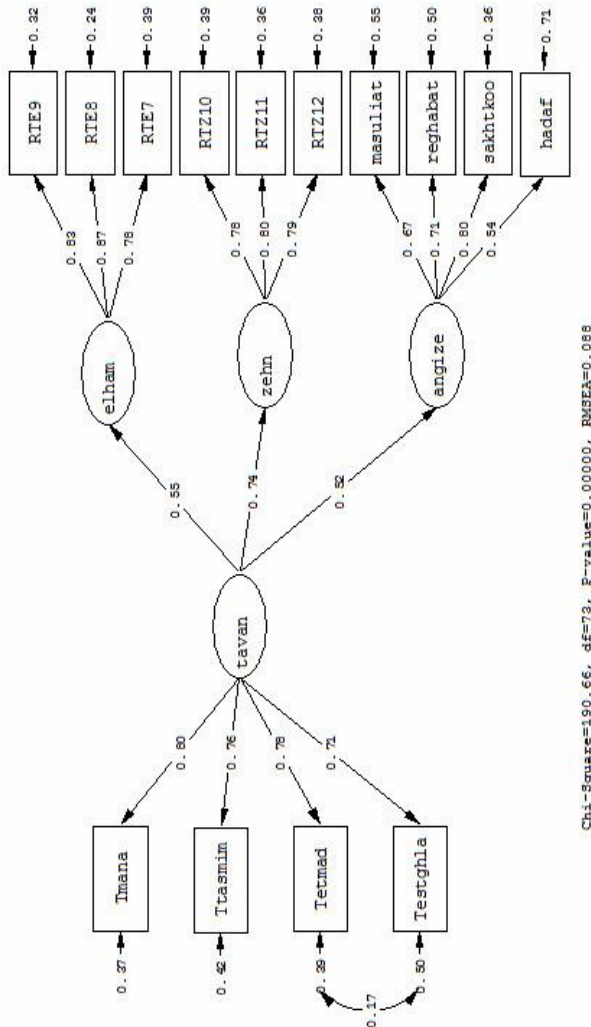 0.37
Tmana
0.42
Ttasmim
0.39
Tetmad
0.50
Testghla
0.17
0.80
0.76
0.78
0.71
tavan
0.55
0.74
0.52
elham
zehn
angize
0.83
0.87
0.78
0.78
0.80
0.79
0.67
0.71
0.80
0.54
RTE9
0.32
RTE8
0.24
RTE7
0.39
RTZ10
0.39
RTZ11
0.36
RTZ12
0.38
masuliat
0.55
reghabat
0.50
sakhtkoo
0.36
hadaf
0.71
Chi-Square=190.66, df=73, P-value=0.00000, RMSEA=0.088